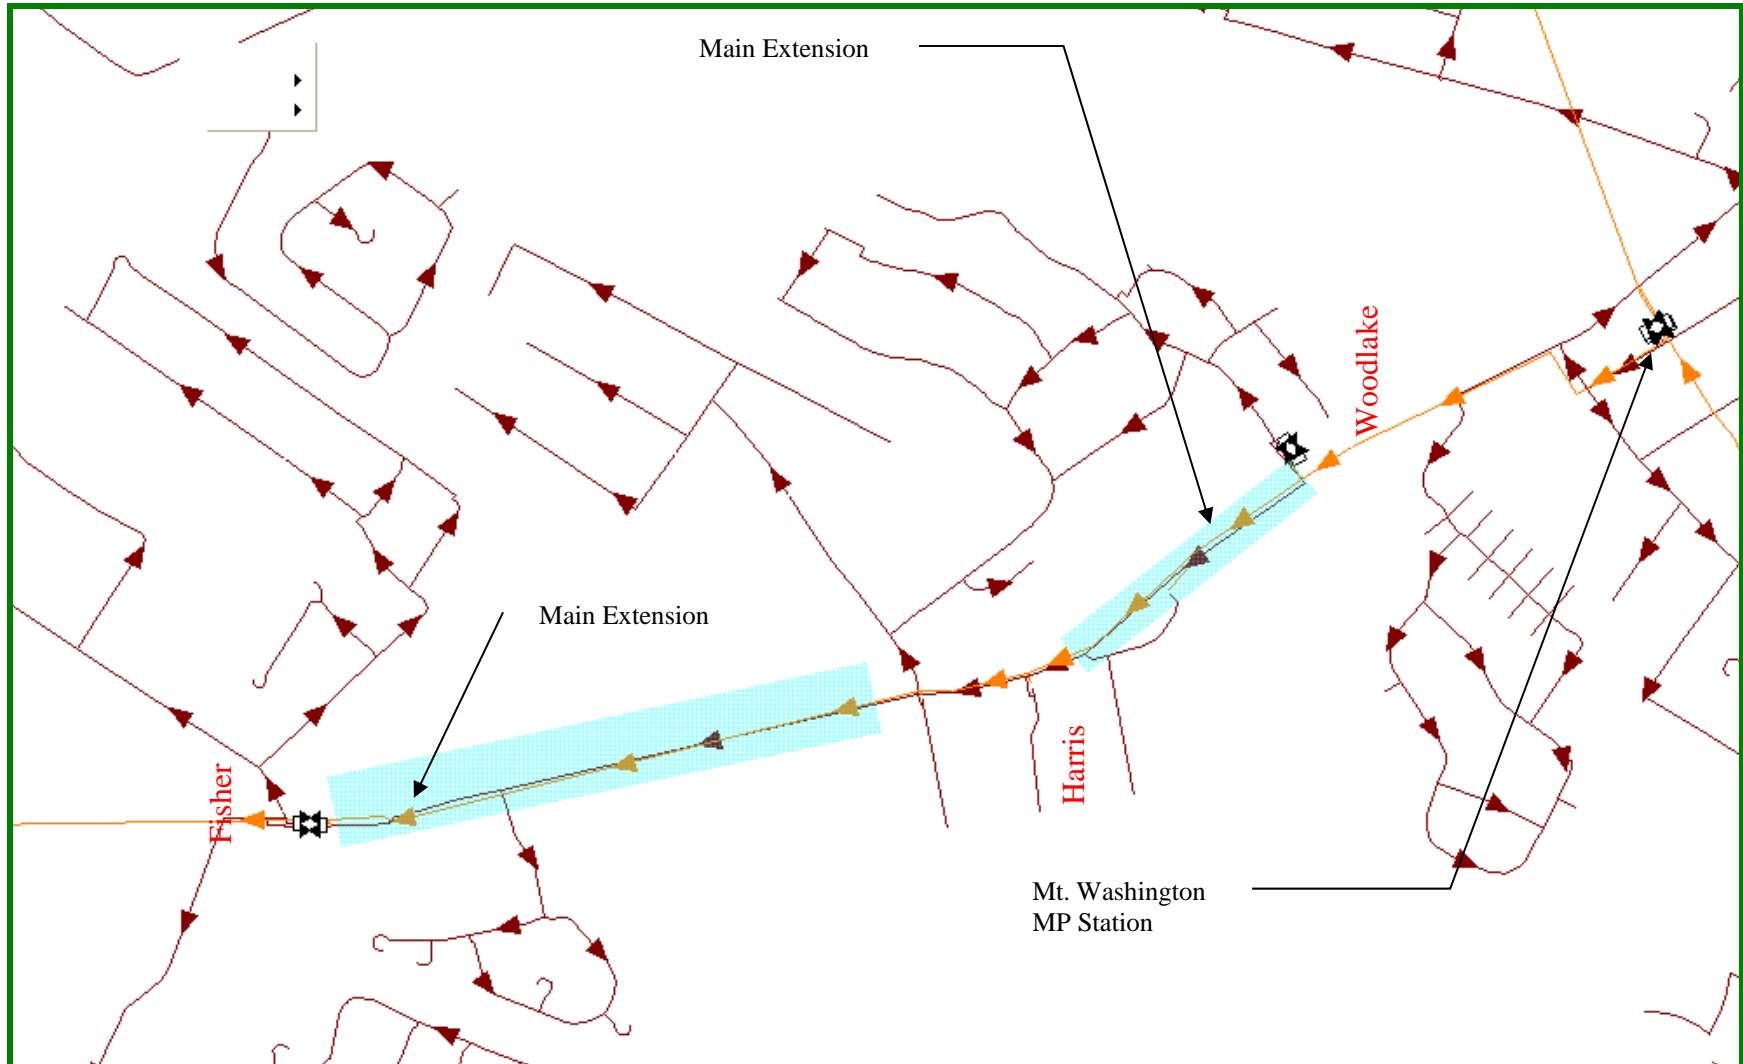 Main Extension
Woodlake
Main Extension
Harris
Fisher
Mt. Washington
MP Station